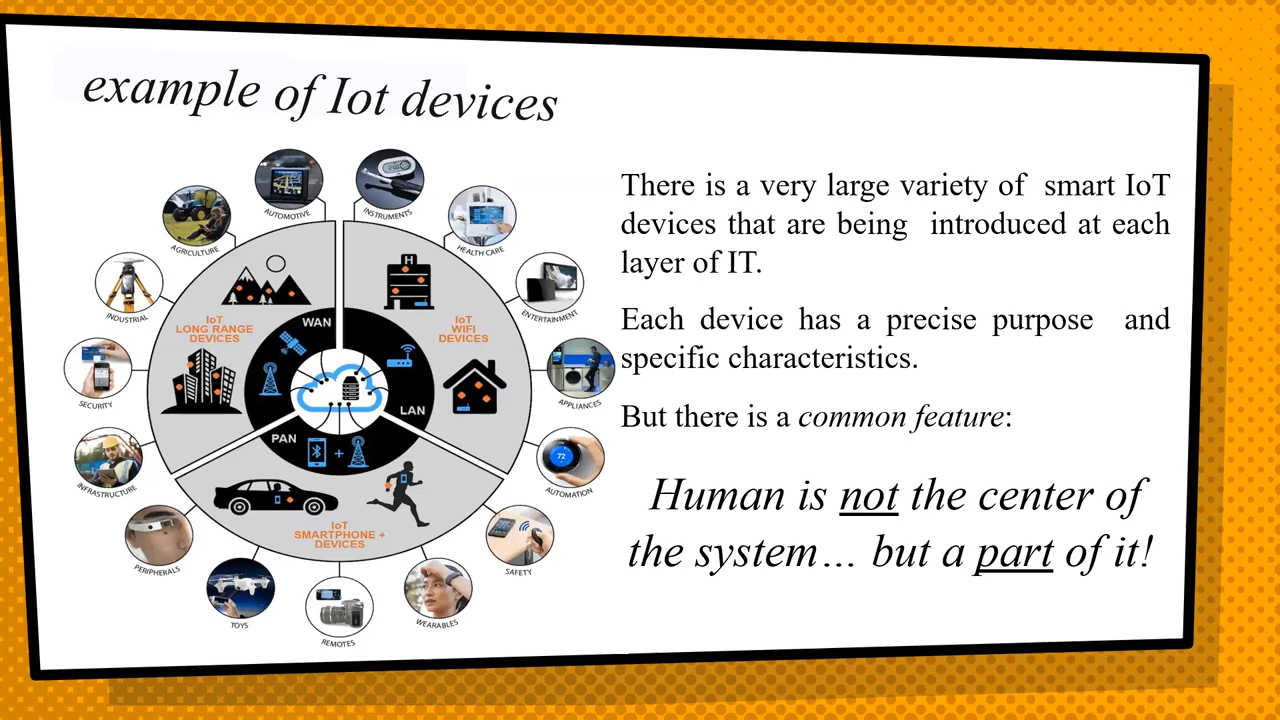 example of Iot devices
There is a very large variety of smart IoT
devices that are being introduced at each
layer of IT.
Each device has a precise purpose and
specific characteristics.
But there is a common feature:
Human is not the center of
the system... but a part of it!
AUTOMOTIVE
INSTRUMENTS
AGRICULTURE
HEALTH CARE
INDUSTRIAL
ENTERTAINMENT
SECURITY
APPLIANCES
INFRASTRUCTURE
AUTOMATION
PERIPHERALS
SAFETY
TOYS
WEARABLES
REMOTES
H
IoT
LONG RANGE
DEVICES
IoT
WIFI
DEVICES
WAN
LAN
PAN
+
IoT
SMARTPHONE +
DEVICES
72